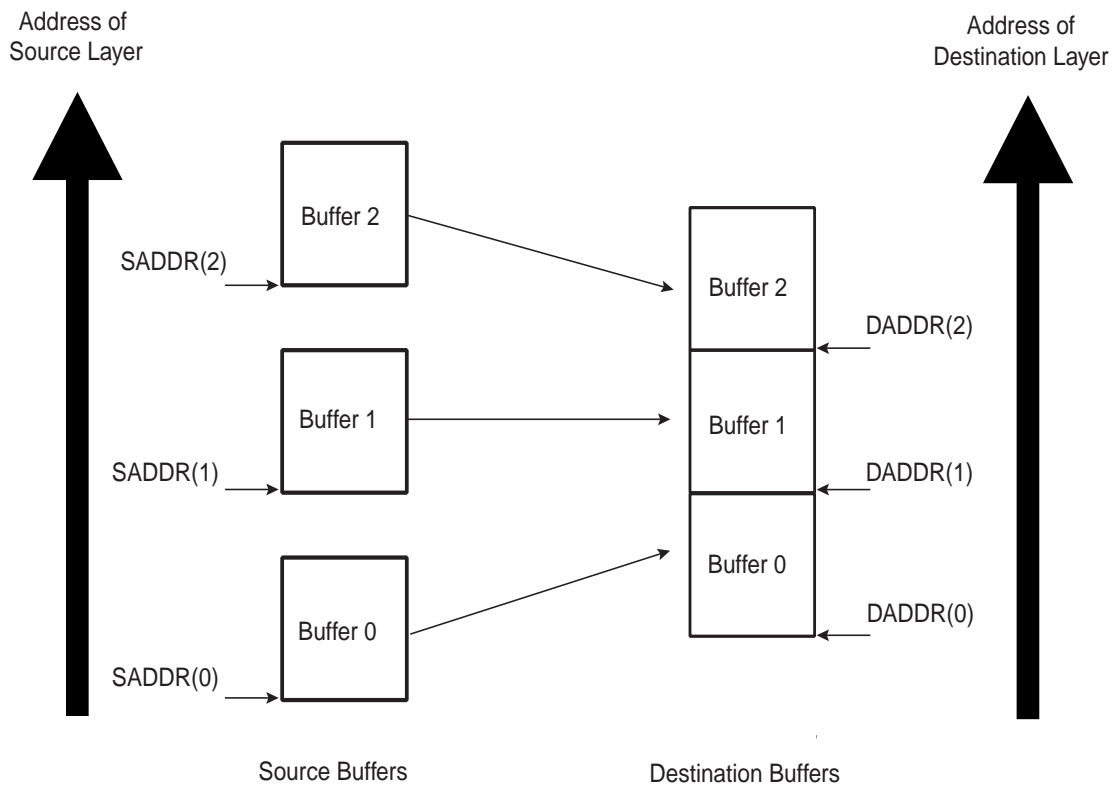 Address of
Source Layer
Address of
Destination Layer
Buffer 2
SADDR(2)
Buffer 2
DADDR(2)
Buffer 1
Buffer 1
SADDR(1)
DADDR(1)
Buffer 0
DADDR(0)
Buffer 0
SADDR(0)
Source Buffers
Destination Buffers